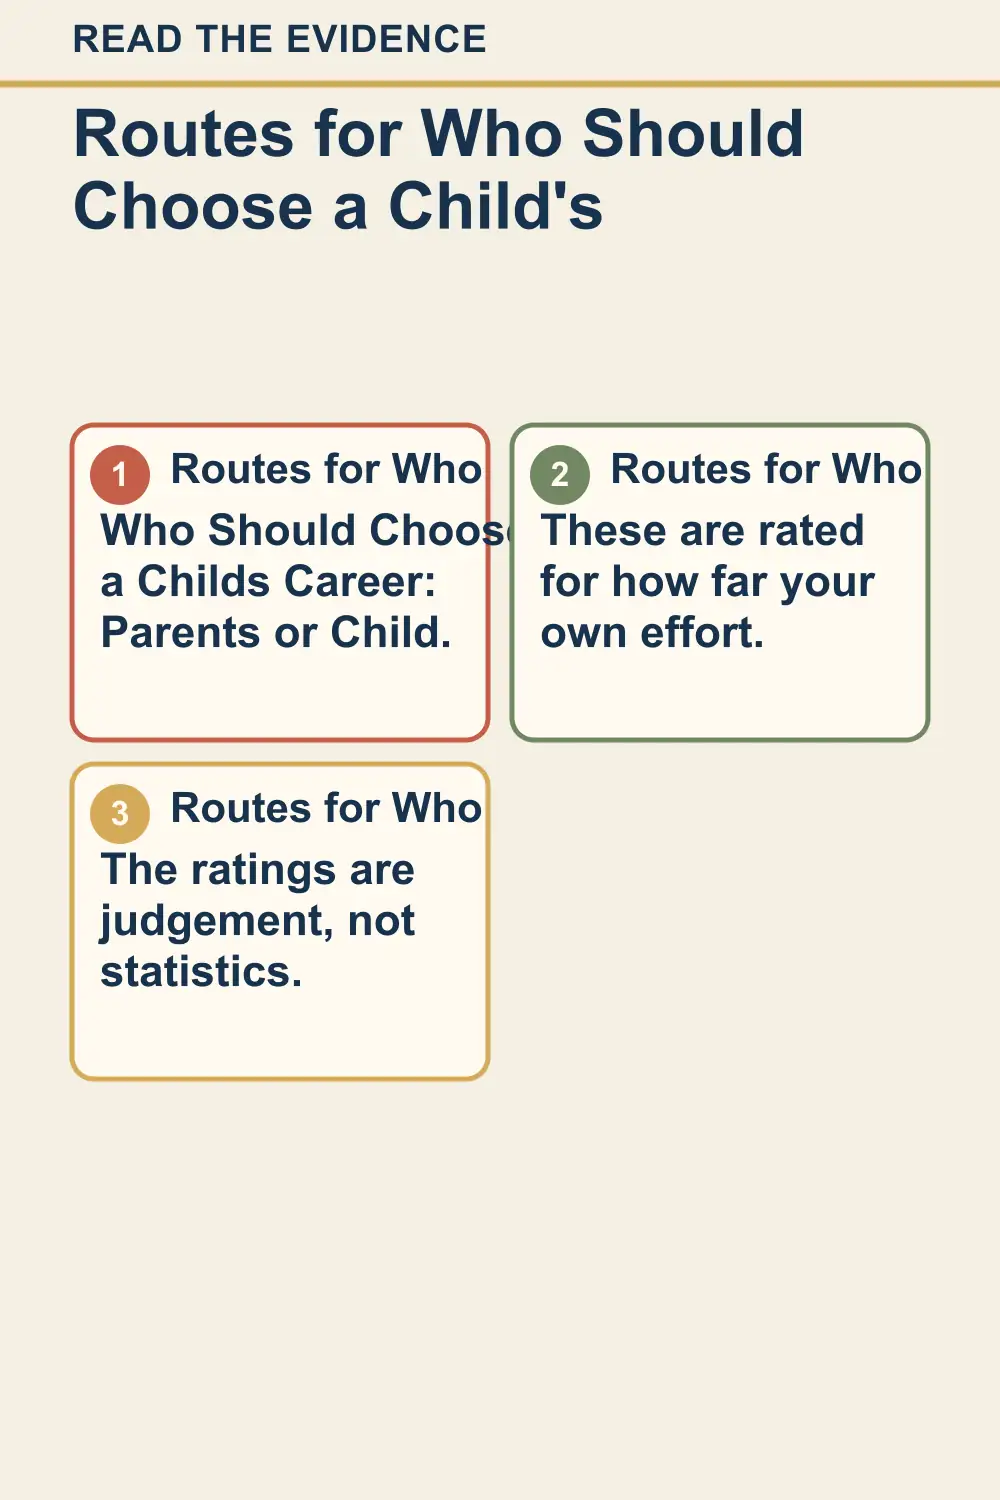 READ THE EVIDENCE
Routes for Who Should
Choose a Child's
1
Routes for Who
Who Should Choose
a Childs Career:
Parents or Child.
2
Routes for Who
These are rated
for how far your
own effort.
3
Routes for Who
The ratings are
judgement, not
statistics.